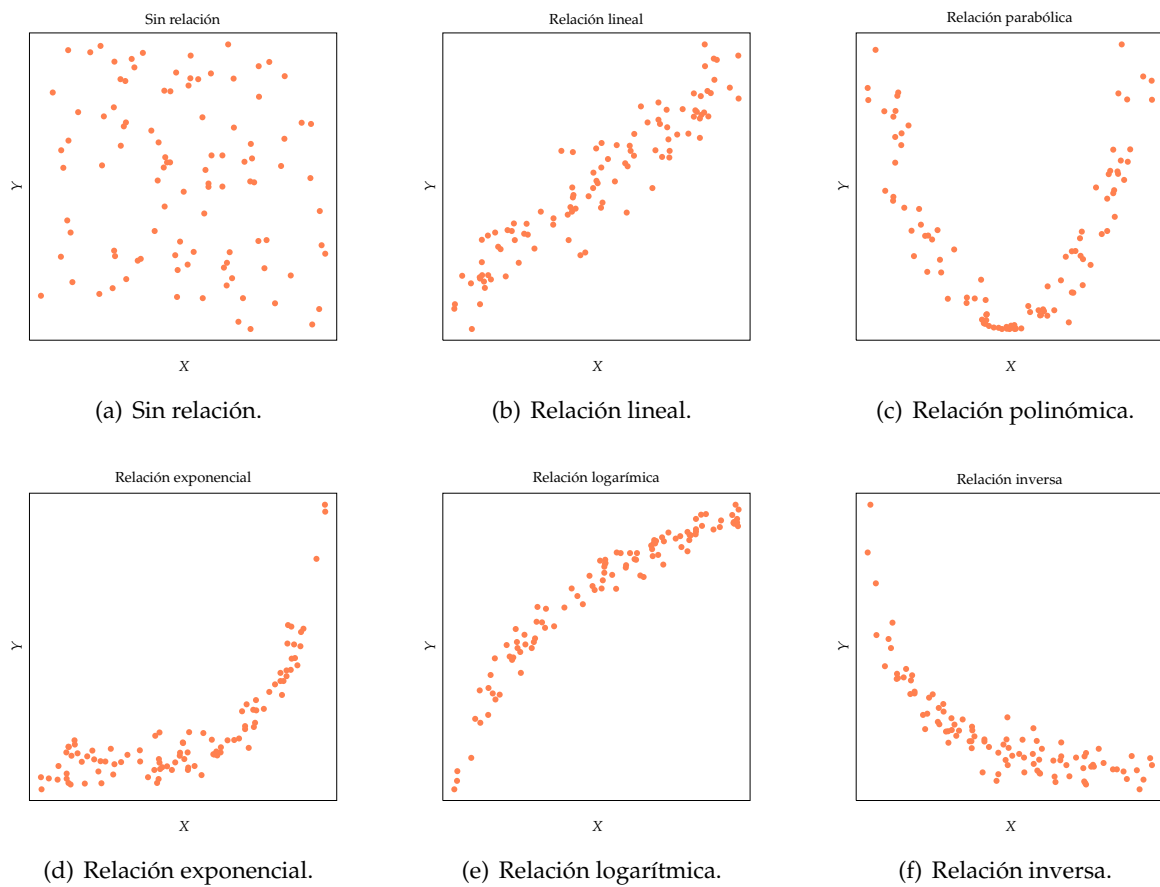 Sin relación
Y
X
(a) Sin relación.
Relación lineal
Y
X
(b) Relación lineal.
Relación parabólica
Y
X
(c) Relación polinómica.
Relación exponencial
Y
X
(d) Relación exponencial.
Relación logarímica
Y
X
(e) Relación logarítmica.
Relación inversa
Y
X
(f) Relación inversa.